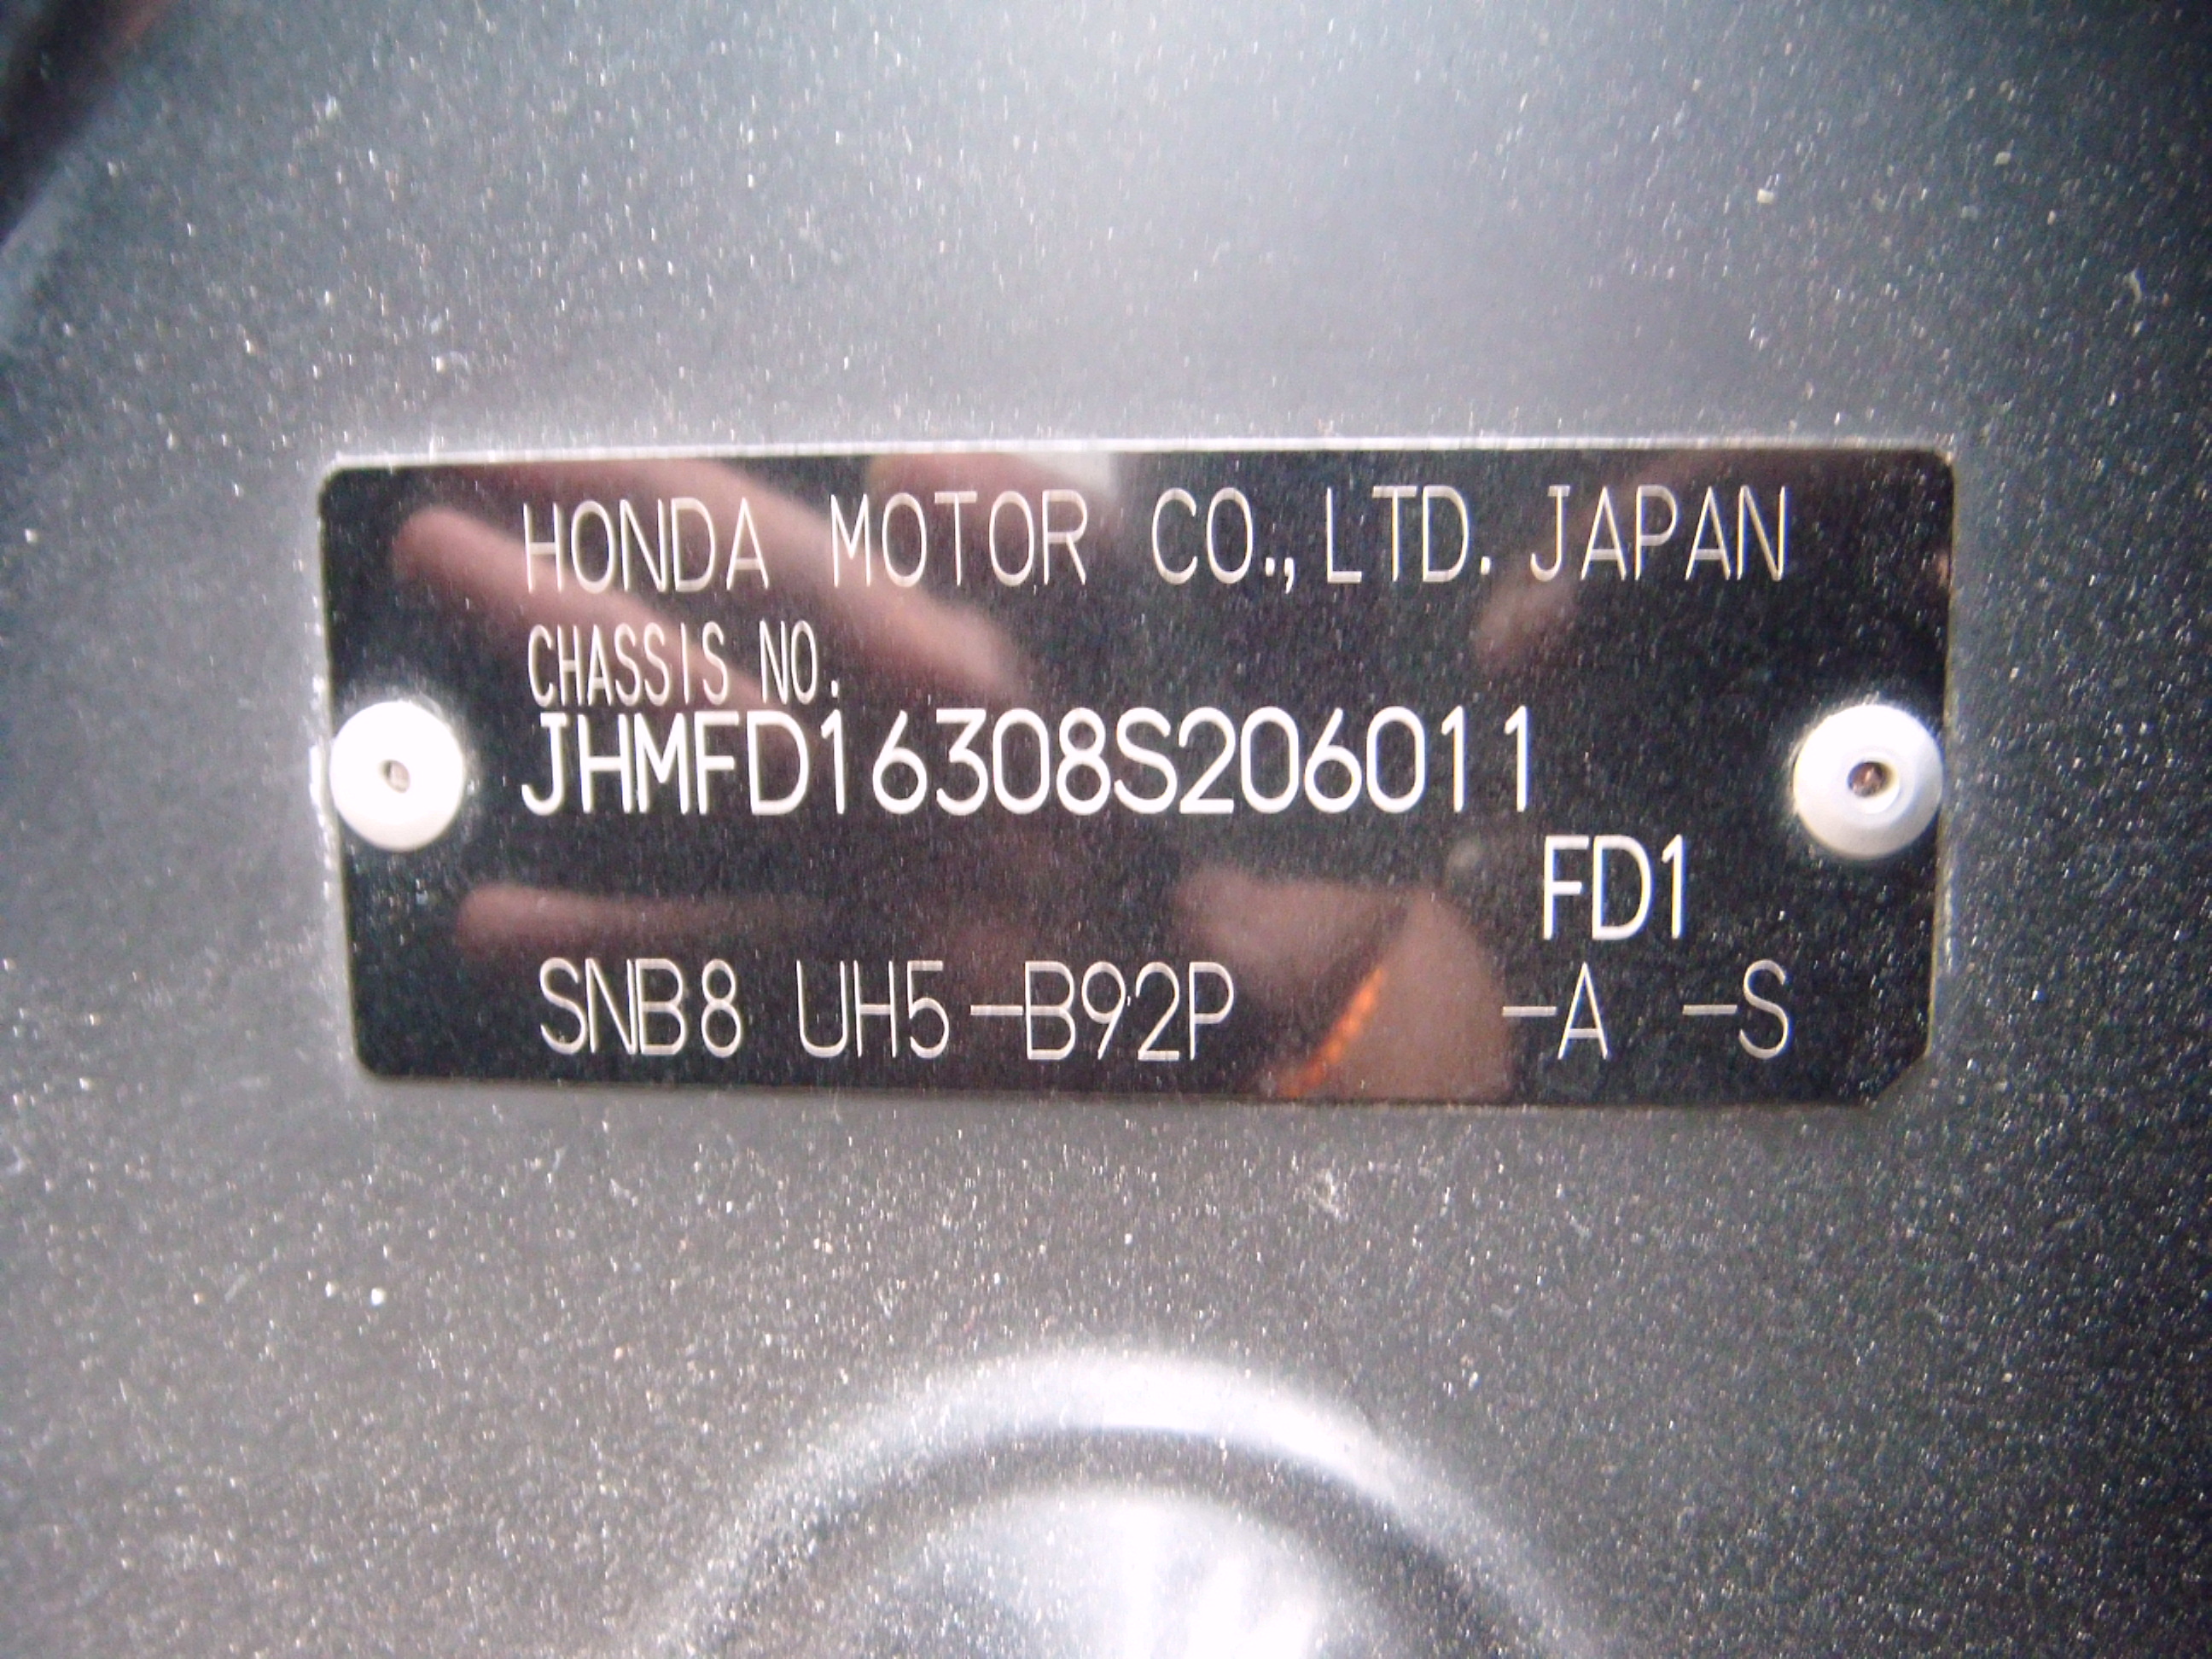 HONDA MOTOR CO., LTD. JAPAN
CHASSIS NO.
JHMFD16308S206011
FD1
SNB8 UH5-B92P -A -S